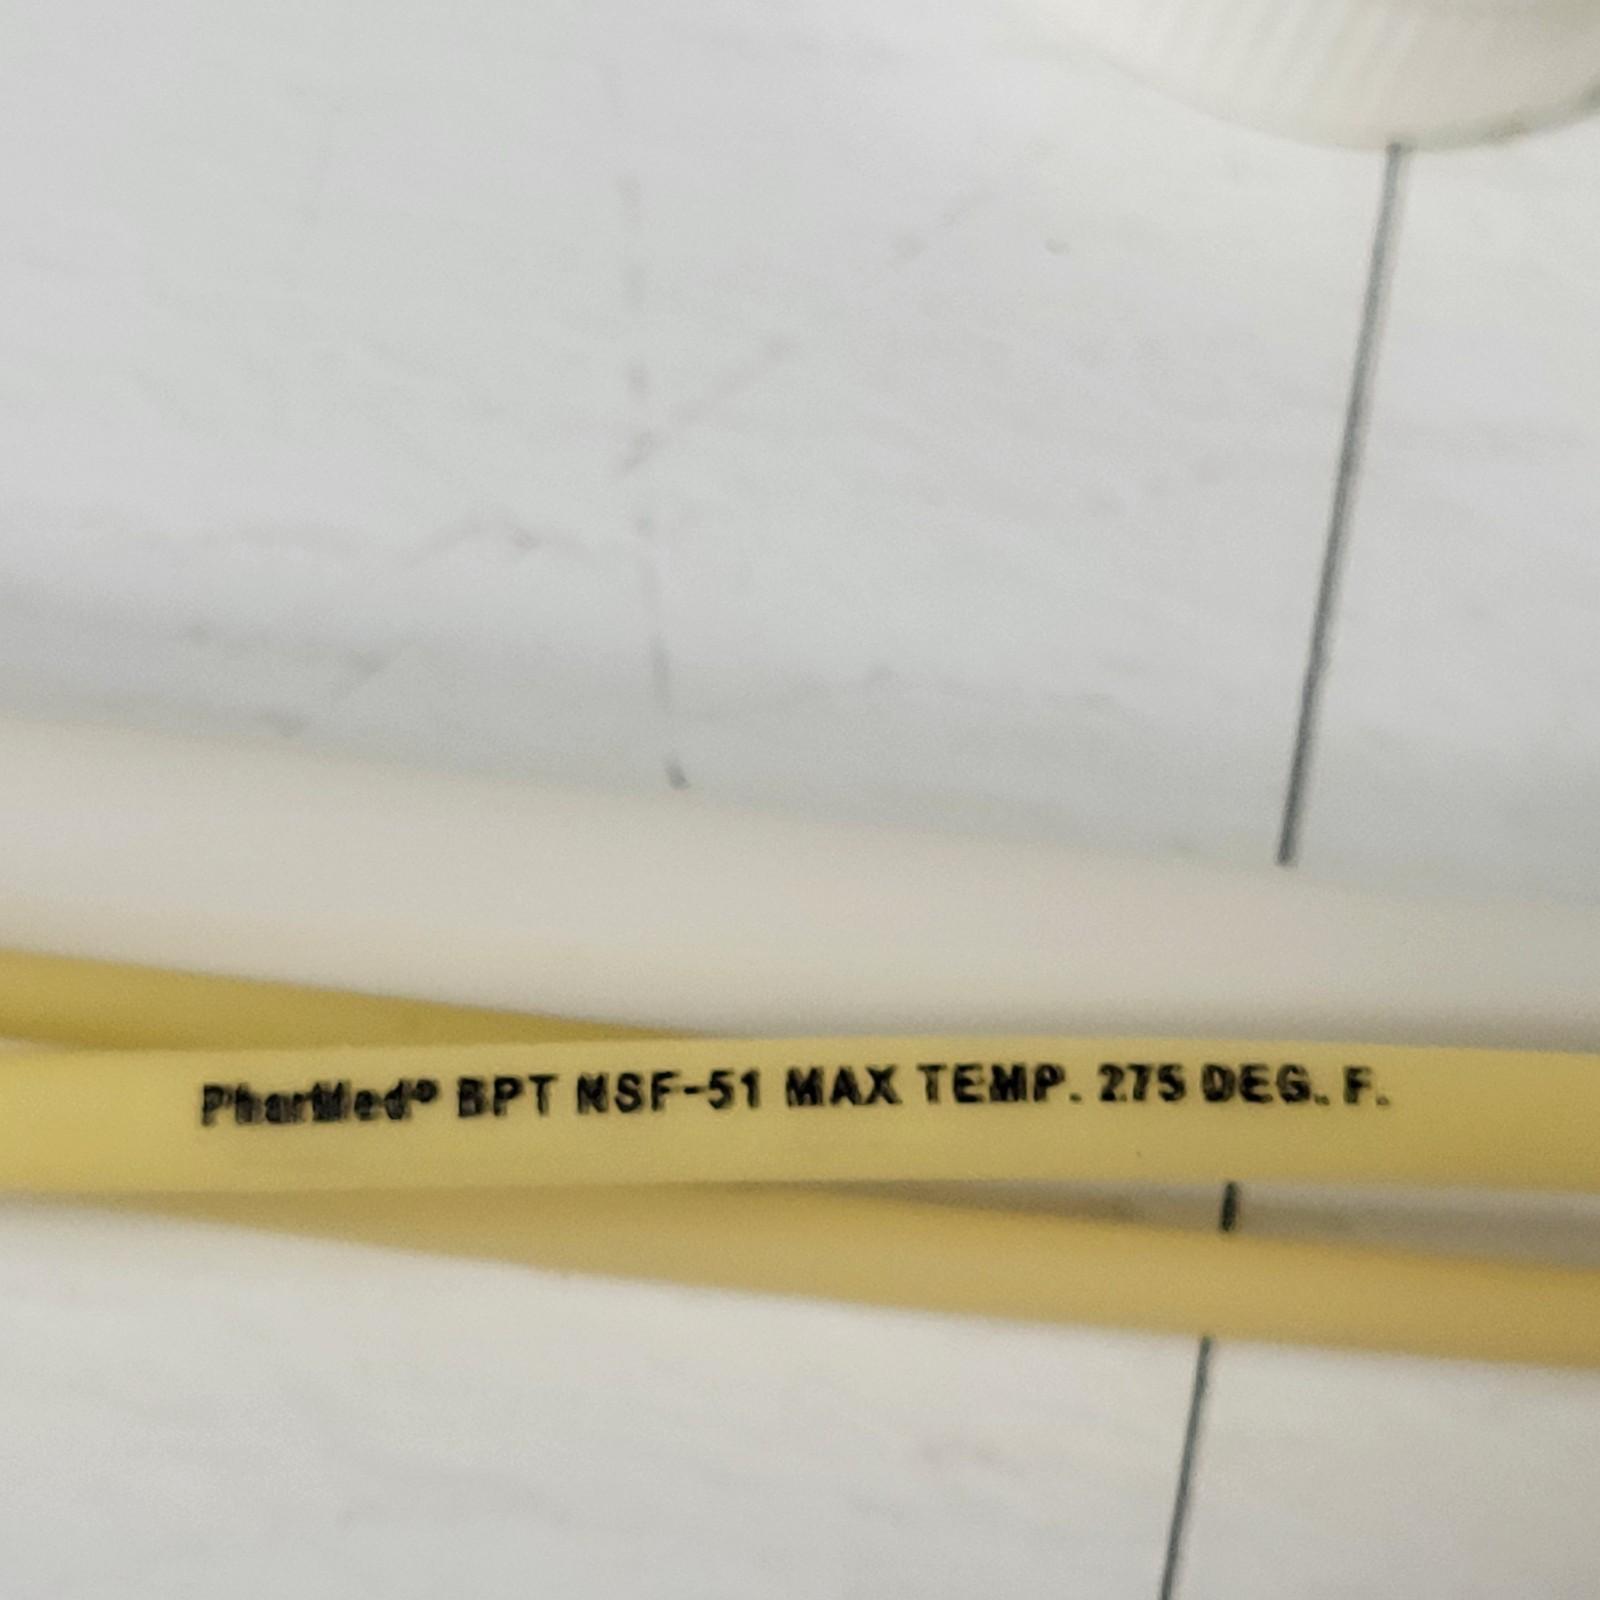 PharMed® BPT NSF-51 MAX TEMP. 275 DEG. F.